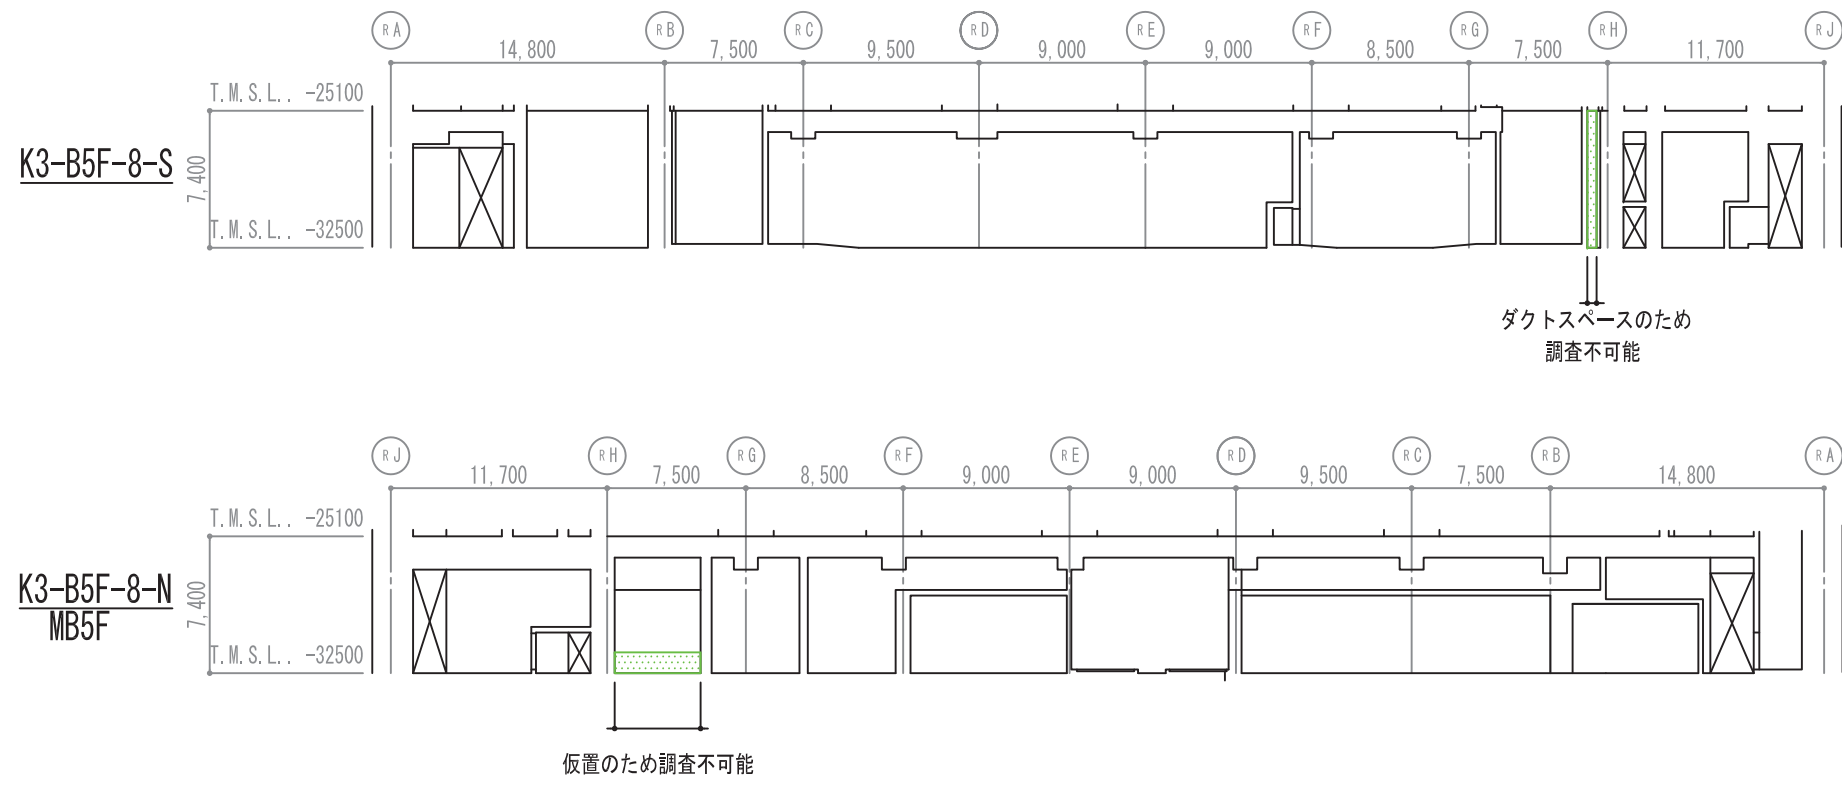 RA RB RC RD RE RF RG RH RJ
14,800 7,500 9,500 9,000 9,000 8,500 7,500 11,700
T.M.S.L.. -25100
K3-B5F-8-S
7,400
T.M.S.L.. -32500
ダクトスペースのため
調査不可能
RJ RH RG RF RE RD RC RB RA
11,700 7,500 8,500 9,000 9,000 9,500 7,500 14,800
T.M.S.L.. -25100
K3-B5F-8-N
MB5F
7,400
T.M.S.L.. -32500
仮置のため調査不可能